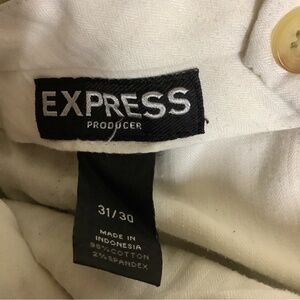 EXPRESS
PRODUCER
31/30
MADE IN
INDONESIA
98% COTTON
2% SPANDEX